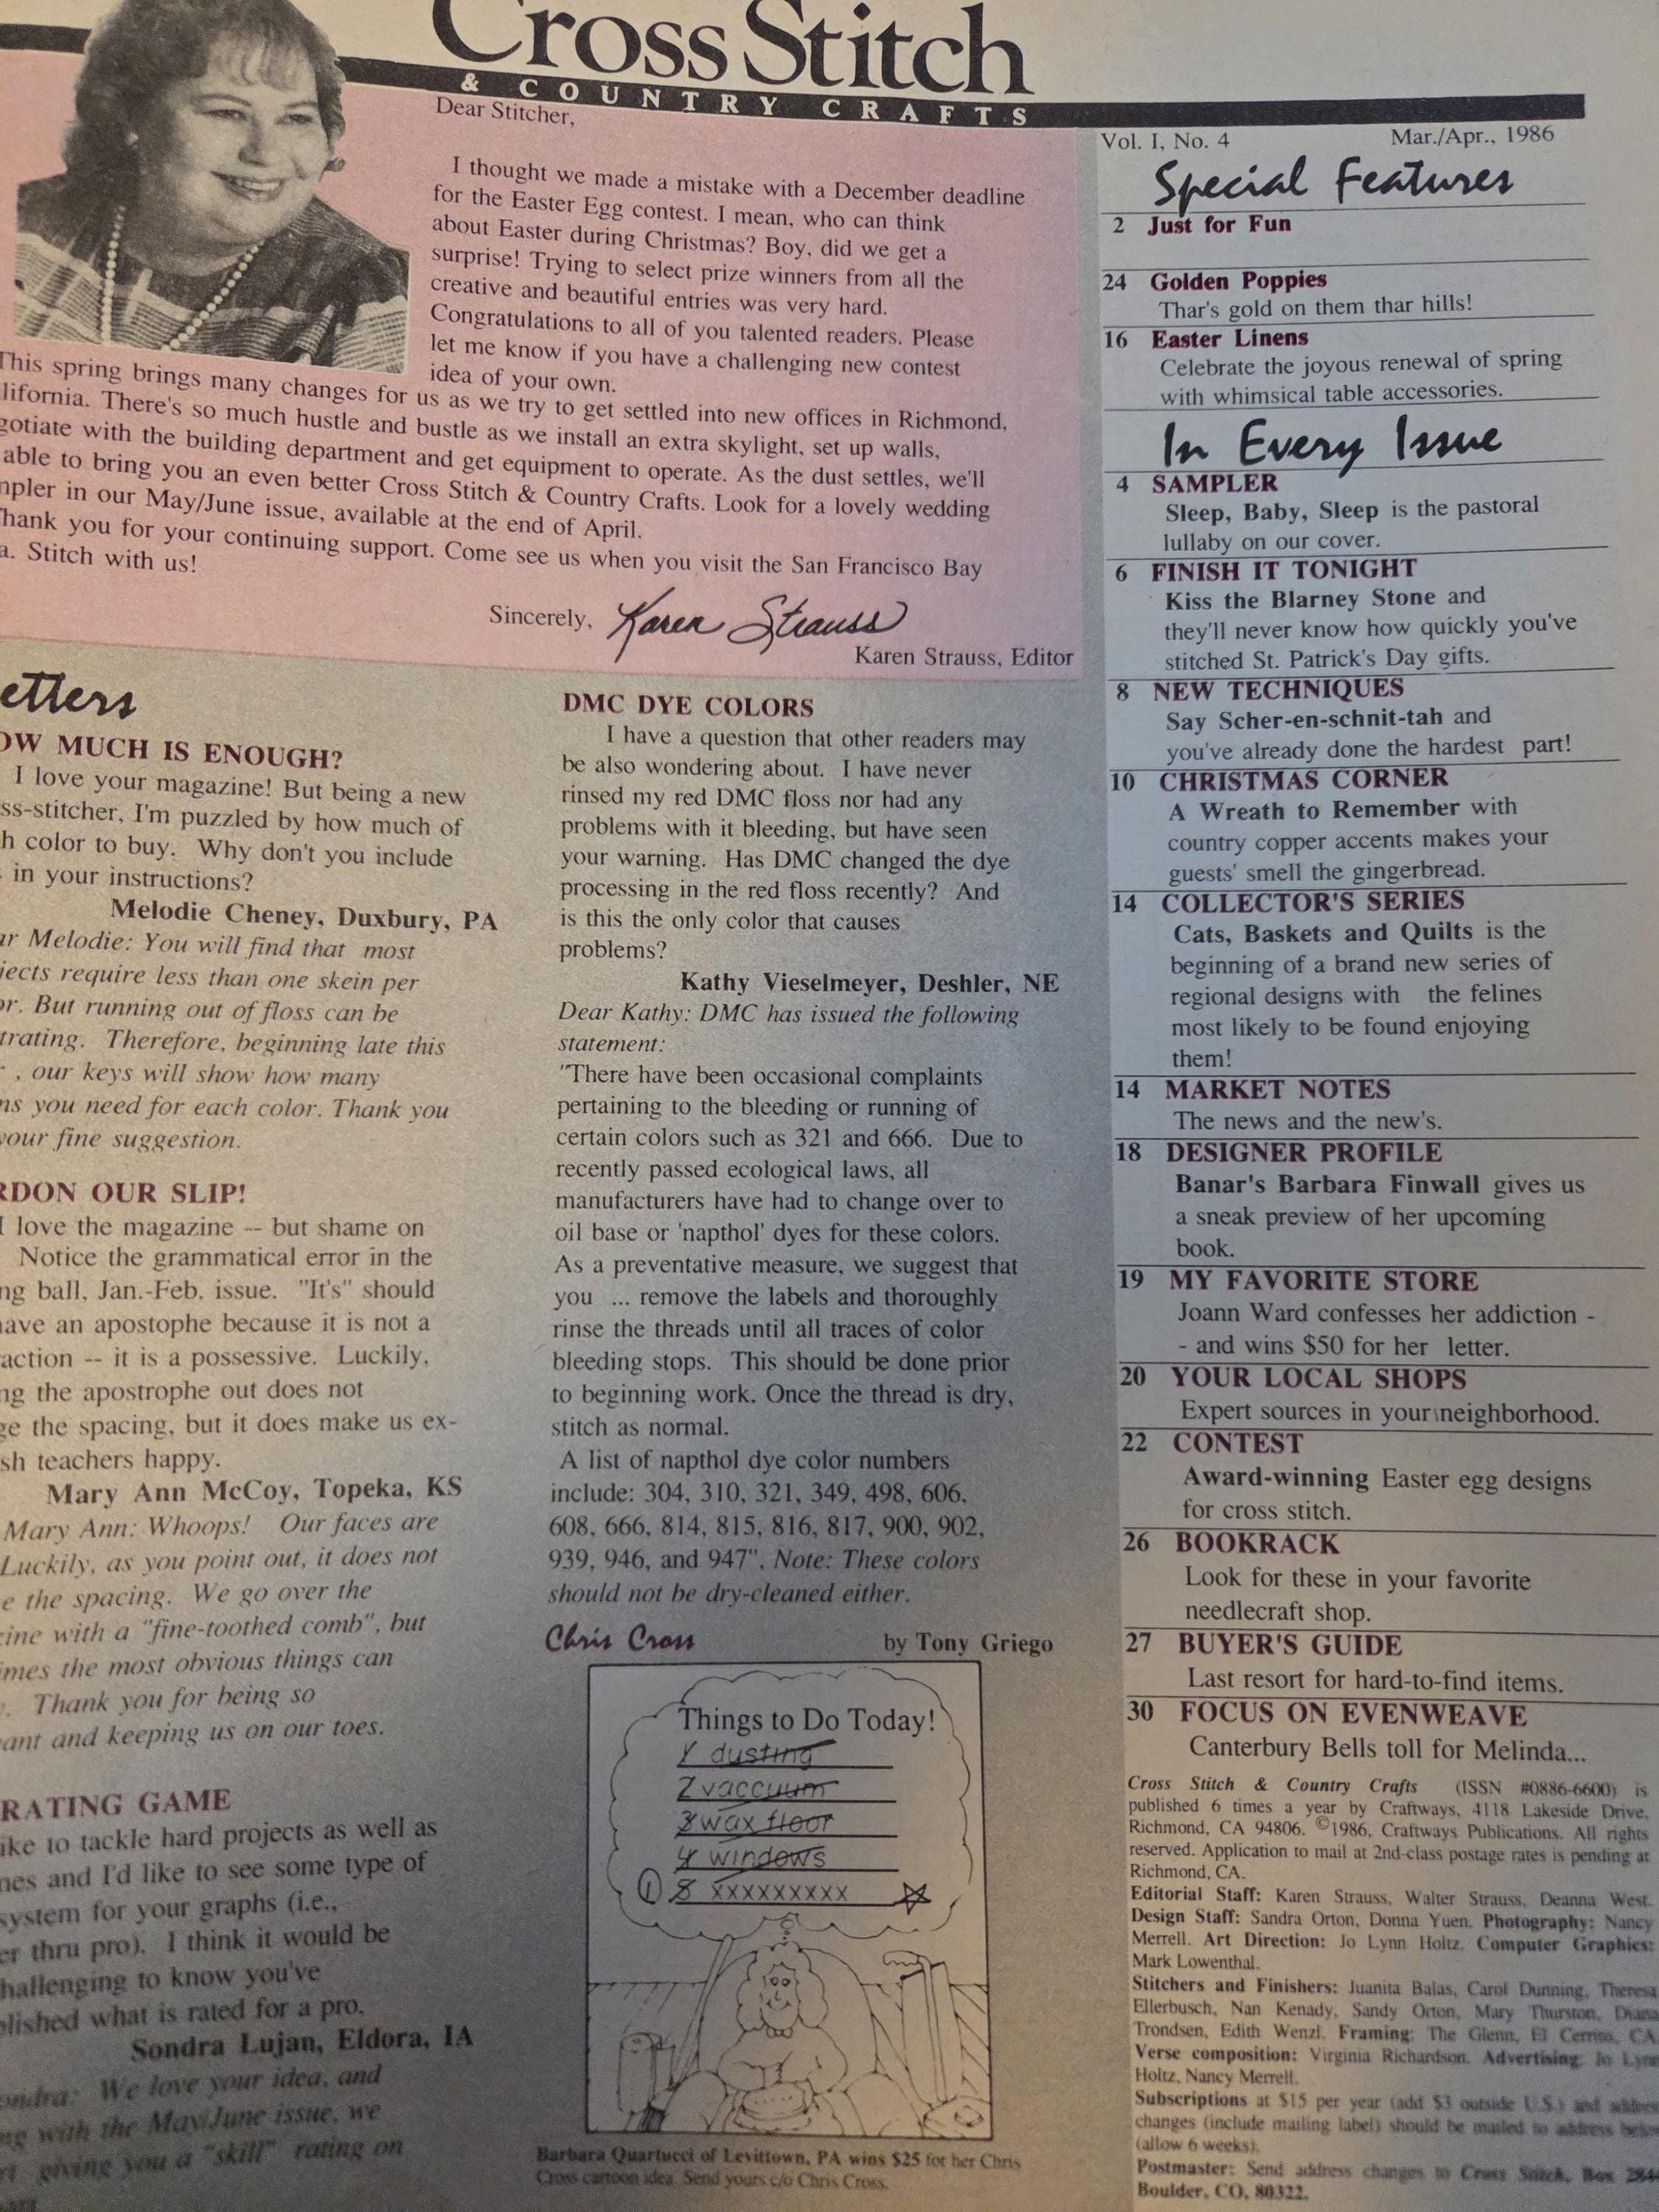 Cross Stitch
& COUNTRY CRAFTS
Dear Stitcher,
I thought we made a mistake with a December deadline
for the Easter Egg contest. I mean, who can think
about Easter during Christmas? Boy, did we get a
surprise! Trying to select prize winners from all the
creative and beautiful entries was very hard.
Congratulations to all of you talented readers. Please
let me know if you have a challenging new contest
idea of your own.
This spring brings many changes for us as we try to get settled into new offices in Richmond,
lifornia. There's so much hustle and bustle as we install an extra skylight, set up walls,
gotiate with the building department and get equipment to operate. As the dust settles, we'll
able to bring you an even better Cross Stitch & Country Crafts. Look for a lovely wedding
mpler in our May/June issue, available at the end of April.
Thank you for your continuing support. Come see us when you visit the San Francisco Bay
a. Stitch with us!
Sincerely, Karen Strauss
Karen Strauss, Editor
etters
OW MUCH IS ENOUGH?
I love your magazine! But being a new
ss-stitcher, I'm puzzled by how much of
h color to buy. Why don't you include
in your instructions?
Melodie Cheney, Duxbury, PA
ar Melodie: You will find that most
jects require less than one skein per
or. But running out of floss can be
trating. Therefore, beginning late this
, our keys will show how many
ns you need for each color. Thank you
your fine suggestion.
RDON OUR SLIP!
I love the magazine -- but shame on
Notice the grammatical error in the
ng ball, Jan.-Feb. issue. "It's" should
ave an apostophe because it is not a
action -- it is a possessive. Luckily,
ng the apostrophe out does not
ge the spacing, but it does make us ex-
sh teachers happy.
Mary Ann McCoy, Topeka, KS
Mary Ann: Whoops! Our faces are
Luckily, as you point out, it does not
e the spacing. We go over the
zine with a "fine-toothed comb", but
imes the most obvious things can
. Thank you for being so
ant and keeping us on our toes.
RATING GAME
ike to tackle hard projects as well as
nes and I'd like to see some type of
system for your graphs (i.e.,
er thru pro). I think it would be
hallenging to know you've
plished what is rated for a pro.
Sondra Lujan, Eldora, IA
ondra: We love your idea, and
ng with the May/June issue, we
rt giving you a "skill" rating on
DMC DYE COLORS
I have a question that other readers may
be also wondering about. I have never
rinsed my red DMC floss nor had any
problems with it bleeding, but have seen
your warning. Has DMC changed the dye
processing in the red floss recently? And
is this the only color that causes
problems?
Kathy Vieselmeyer, Deshler, NE
Dear Kathy: DMC has issued the following
statement:
"There have been occasional complaints
pertaining to the bleeding or running of
certain colors such as 321 and 666. Due to
recently passed ecological laws, all
manufacturers have had to change over to
oil base or 'napthol' dyes for these colors.
As a preventative measure, we suggest that
you ... remove the labels and thoroughly
rinse the threads until all traces of color
bleeding stops. This should be done prior
to beginning work. Once the thread is dry,
stitch as normal.
A list of napthol dye color numbers
include: 304, 310, 321, 349, 498, 606,
608, 666, 814, 815, 816, 817, 900, 902,
939, 946, and 947". Note: These colors
should not be dry-cleaned either.
Chris Cross by Tony Griego
Things to Do Today!
1 dusting
2 vaccuum
3 wax floor
4 windows
1 5 xxxxxxxxx
Barbara Quartucci of Levittown, PA wins $25 for her Chris
Cross cartoon idea. Send yours c/o Chris Cross.
Vol. I, No. 4 Mar./Apr., 1986
Special Features
2 Just for Fun
24 Golden Poppies
Thar's gold on them thar hills!
16 Easter Linens
Celebrate the joyous renewal of spring
with whimsical table accessories.
In Every Issue
4 SAMPLER
Sleep, Baby, Sleep is the pastoral
lullaby on our cover.
6 FINISH IT TONIGHT
Kiss the Blarney Stone and
they'll never know how quickly you've
stitched St. Patrick's Day gifts.
8 NEW TECHNIQUES
Say Scher-en-schnit-tah and
you've already done the hardest part!
10 CHRISTMAS CORNER
A Wreath to Remember with
country copper accents makes your
guests' smell the gingerbread.
14 COLLECTOR'S SERIES
Cats, Baskets and Quilts is the
beginning of a brand new series of
regional designs with the felines
most likely to be found enjoying
them!
14 MARKET NOTES
The news and the new's.
18 DESIGNER PROFILE
Banar's Barbara Finwall gives us
a sneak preview of her upcoming
book.
19 MY FAVORITE STORE
Joann Ward confesses her addiction -
- and wins $50 for her letter.
20 YOUR LOCAL SHOPS
Expert sources in your neighborhood.
22 CONTEST
Award-winning Easter egg designs
for cross stitch.
26 BOOKRACK
Look for these in your favorite
needlecraft shop.
27 BUYER'S GUIDE
Last resort for hard-to-find items.
30 FOCUS ON EVENWEAVE
Canterbury Bells toll for Melinda...
Cross Stitch & Country Crafts (ISSN #0886-6600) is
published 6 times a year by Craftways, 4118 Lakeside Drive,
Richmond, CA 94806. ©1986, Craftways Publications. All rights
reserved. Application to mail at 2nd-class postage rates is pending at
Richmond, CA.
Editorial Staff: Karen Strauss, Walter Strauss, Deanna West.
Design Staff: Sandra Orton, Donna Yuen. Photography: Nancy
Merrell. Art Direction: Jo Lynn Holtz. Computer Graphics:
Mark Lowenthal.
Stitchers and Finishers: Juanita Balas, Carol Dunning, Theresa
Ellerbusch, Nan Kenady, Sandy Orton, Mary Thurston, Diana
Trondsen, Edith Wenzl. Framing: The Glenn, El Cerrito, CA.
Verse composition: Virginia Richardson. Advertising: Jo Lynn
Holtz, Nancy Merrell.
Subscriptions at $15 per year (add $3 outside U.S.) and address
changes (include mailing label) should be mailed to address below
(allow 6 weeks).
Postmaster: Send address changes to Cross Stitch, Box
Boulder, CO, 80322.